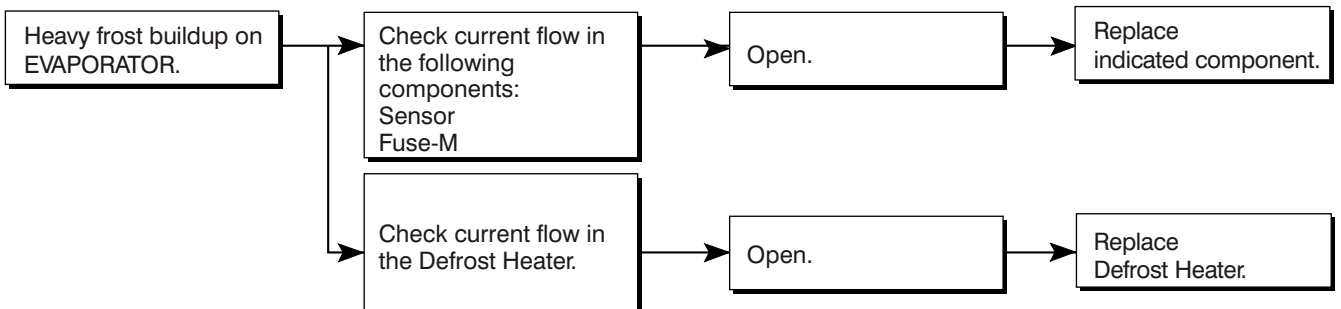 Heavy frost buildup on
EVAPORATOR.
Check current flow in
the following
components:
Sensor
Fuse-M
Open.
Replace
indicated component.
Check current flow in
the Defrost Heater.
Open.
Replace
Defrost Heater.